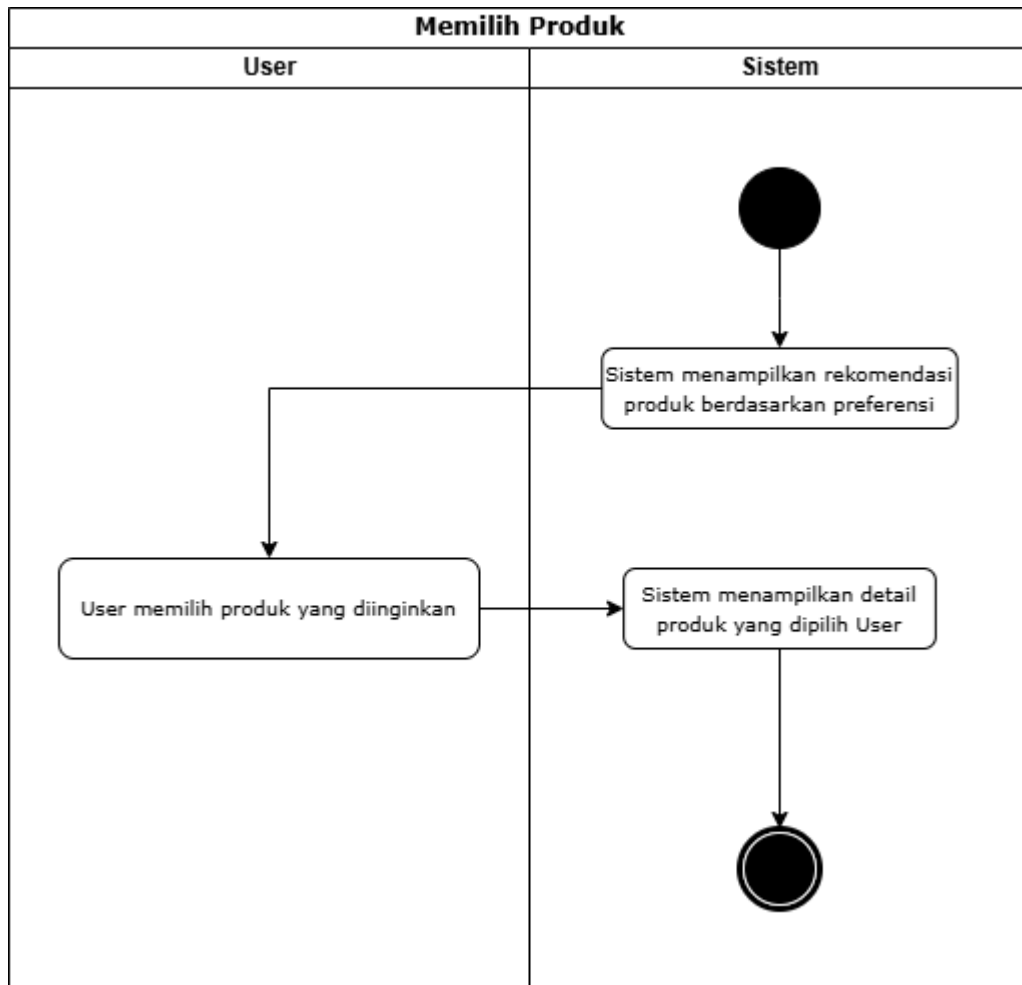 Memilih Produk
User
Sistem
Sistem menampilkan rekomendasi
produk berdasarkan preferensi
User memilih produk yang diinginkan
Sistem menampilkan detail
produk yang dipilih User